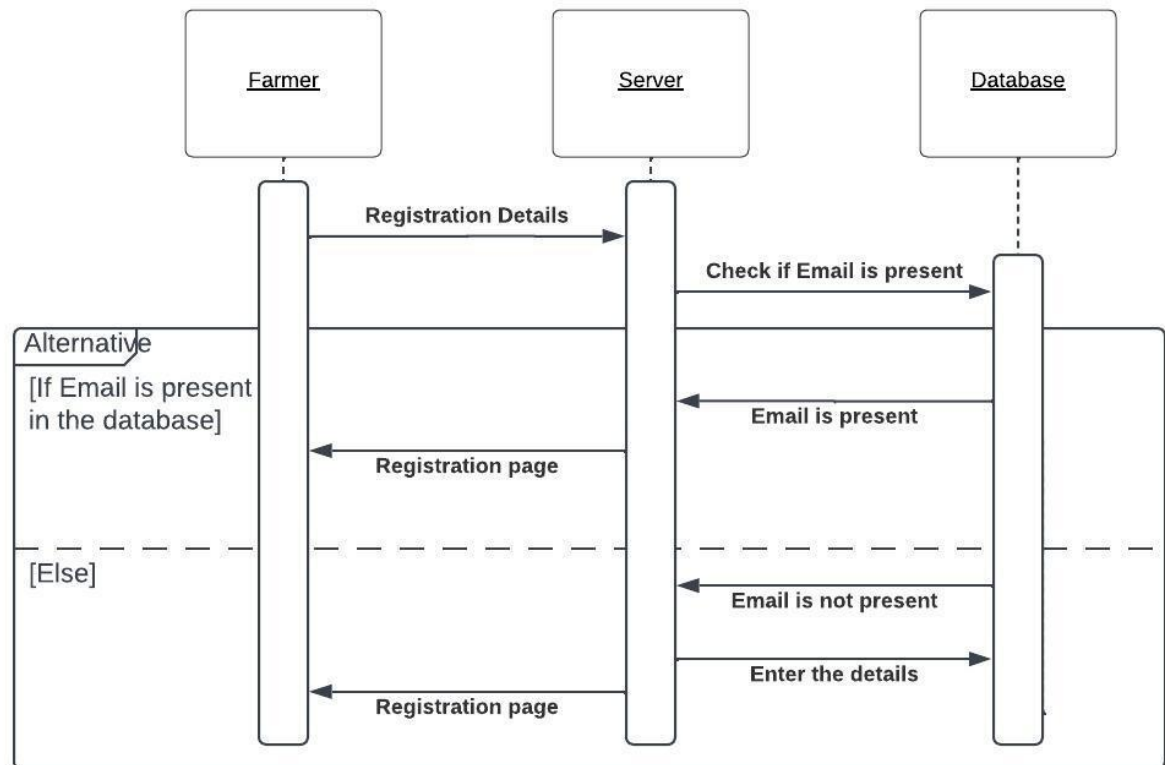 Farmer
Server
Database
Registration Details
Check if Email is present
Alternative
[If Email is present
in the database]
Email is present
Registration page
[Else]
Email is not present
Enter the details
Registration page